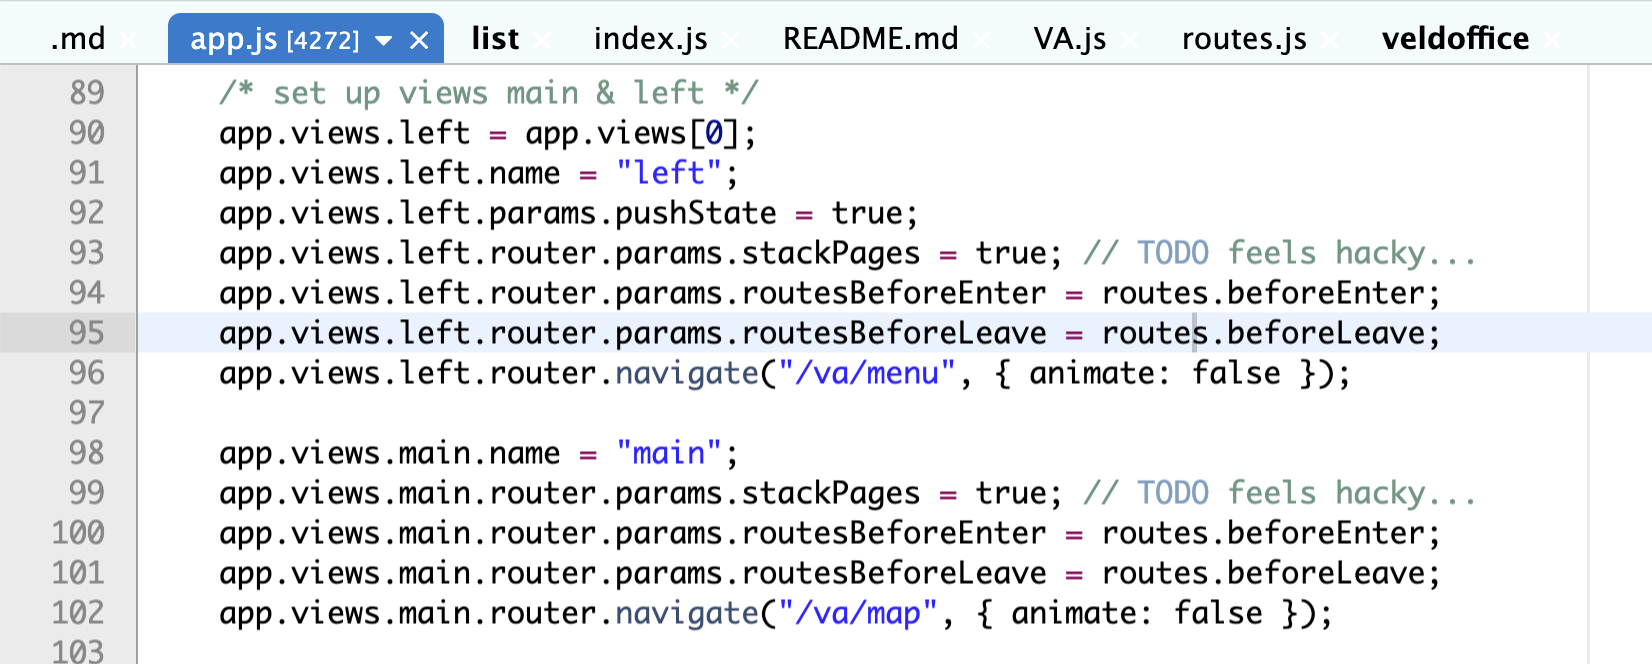 .md × app.js [4272] ▾ × list × index.js × README.md × VA.js × routes.js × veldoffice ×
89 /* set up views main & left */
90 app.views.left = app.views[0];
91 app.views.left.name = "left";
92 app.views.left.params.pushState = true;
93 app.views.left.router.params.stackPages = true; // TODO feels hacky...
94 app.views.left.router.params.routesBeforeEnter = routes.beforeEnter;
95 app.views.left.router.params.routesBeforeLeave = routes.beforeLeave;
96 app.views.left.router.navigate("/va/menu", { animate: false });
97
98 app.views.main.name = "main";
99 app.views.main.router.params.stackPages = true; // TODO feels hacky...
100 app.views.main.router.params.routesBeforeEnter = routes.beforeEnter;
101 app.views.main.router.params.routesBeforeLeave = routes.beforeLeave;
102 app.views.main.router.navigate("/va/map", { animate: false });
103